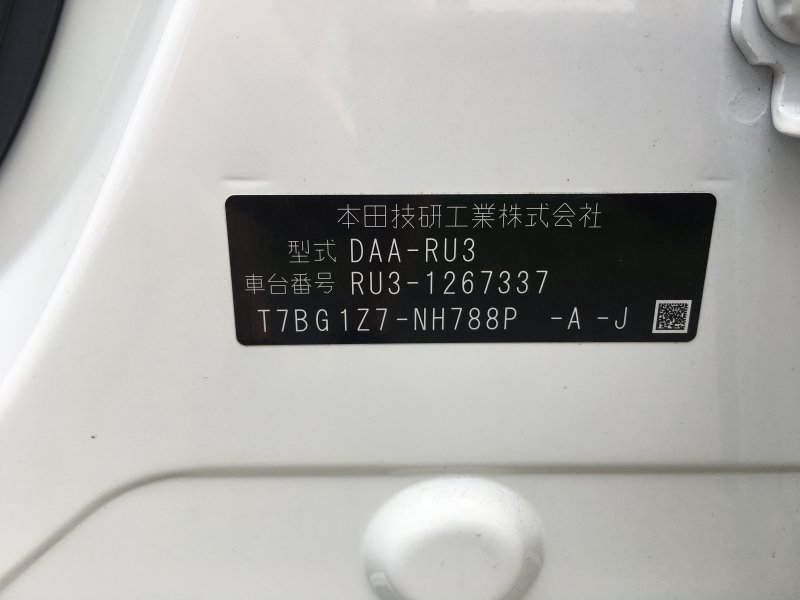 本田技研工業株式会社
型式 DAA-RU3
車台番号 RU3-1267337
T7BG1Z7-NH788P -A -J